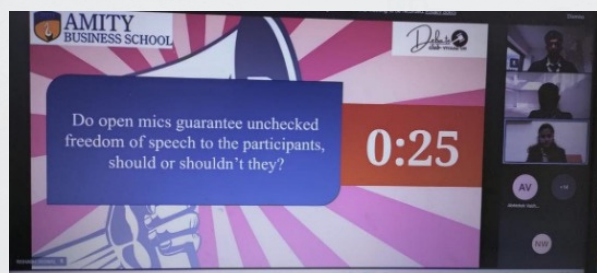 AMITY
BUSINESS SCHOOL
Debate
Do open mics guarantee unchecked
freedom of speech to the participants,
should or shouldn't they?
0:25
AV
NW